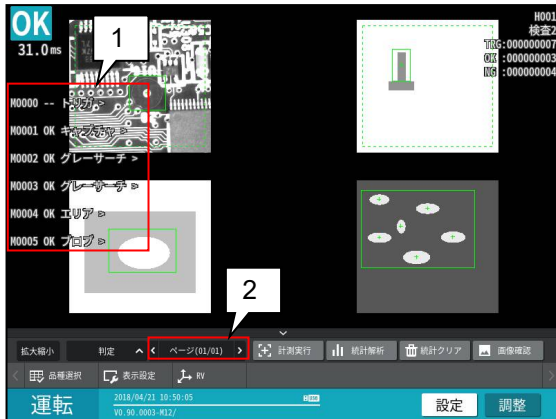 OK
31.0 ms
1
H001
検査2
TRG:000000007
OK :000000003
NG :000000004
M0000 -- トリガ >
M0001 OK キャプチャ >
M0002 OK グレーサーチ >
M0003 OK グレーサーチ >
M0004 OK エリア >
M0005 OK ブロブ >
2
拡大縮小
判定
ページ(01/01)
計測実行
統計解析
統計クリア
画像確認
品種選択
表示設定
RV
運転
2018/04/21 10:50:05
V0.90.0003-M12/
設定
調整